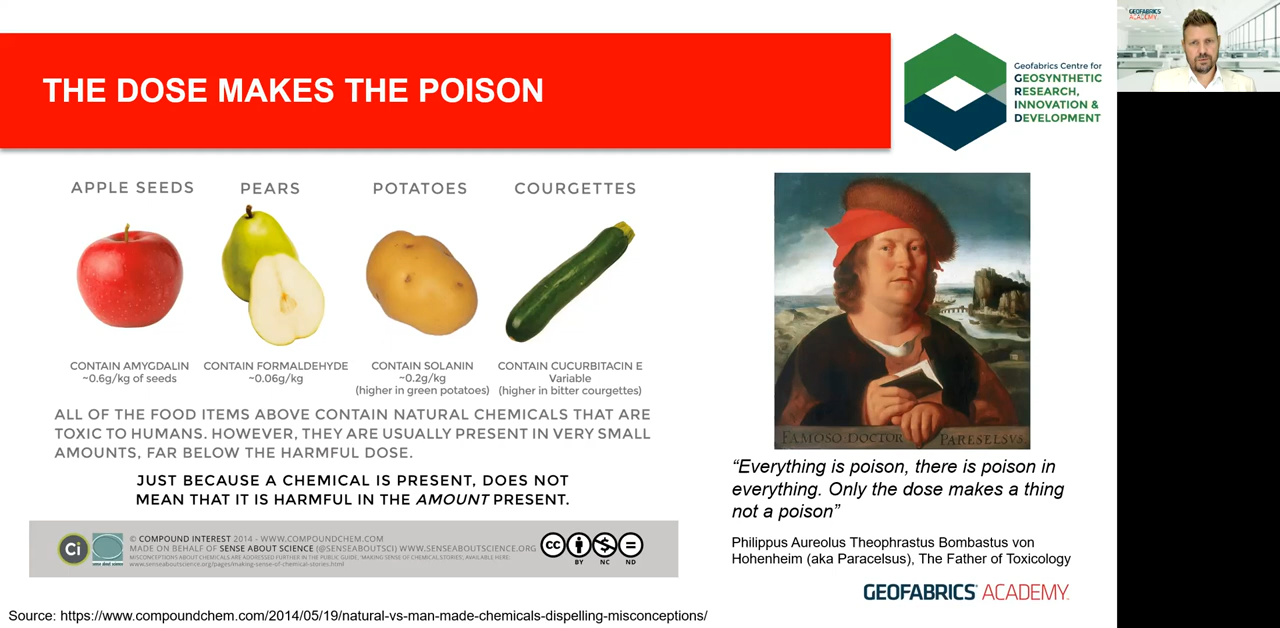 THE DOSE MAKES THE POISON
Geofabrics Centre for
GEOSYNTHETIC
RESEARCH,
INNOVATION &
DEVELOPMENT
GEOFABRICS
ACADEMY
APPLE SEEDS
PEARS
POTATOES
COURGETTES
CONTAIN AMYGDALIN
~0.6g/kg of seeds
CONTAIN FORMALDEHYDE
~0.06g/kg
CONTAIN SOLANIN
~0.2g/kg
(higher in green potatoes)
CONTAIN CUCURBITACIN E
Variable
(higher in bitter courgettes)
ALL OF THE FOOD ITEMS ABOVE CONTAIN NATURAL CHEMICALS THAT ARE
TOXIC TO HUMANS. HOWEVER, THEY ARE USUALLY PRESENT IN VERY SMALL
AMOUNTS, FAR BELOW THE HARMFUL DOSE.
JUST BECAUSE A CHEMICAL IS PRESENT, DOES NOT
MEAN THAT IT IS HARMFUL IN THE AMOUNT PRESENT.
Ci
© COMPOUND INTEREST 2014 - WWW.COMPOUNDCHEM.COM
MADE ON BEHALF OF SENSE ABOUT SCIENCE (@SENSEABOUTSCI) WWW.SENSEABOUTSCIENCE.ORG
MISCONCEPTIONS ABOUT CHEMICALS ARE ADDRESSED FURTHER IN THE PUBLIC GUIDE, 'MAKING SENSE OF CHEMICAL STORIES', AVAILABLE HERE:
www.senseaboutscience.org/pages/making-sense-of-chemical-stories.html
cc
BY NC ND
FAMOSO DOCTOR PARESELSVS
“Everything is poison, there is poison in
everything. Only the dose makes a thing
not a poison”
Philippus Aureolus Theophrastus Bombastus von
Hohenheim (aka Paracelsus), The Father of Toxicology
GEOFABRICS ACADEMY
Source: https://www.compoundchem.com/2014/05/19/natural-vs-man-made-chemicals-dispelling-misconceptions/